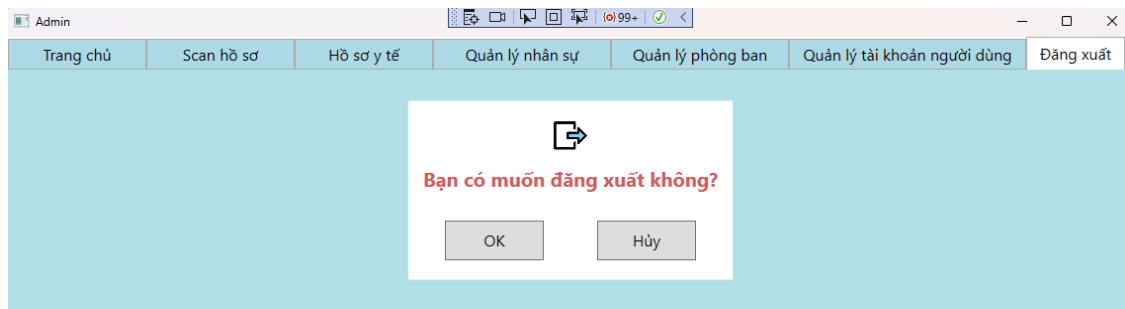 Admin
99+
Trang chủ Scan hồ sơ Hồ sơ y tế Quản lý nhân sự Quản lý phòng ban Quản lý tài khoản người dùng Đăng xuất
Bạn có muốn đăng xuất không?
OK Hủy